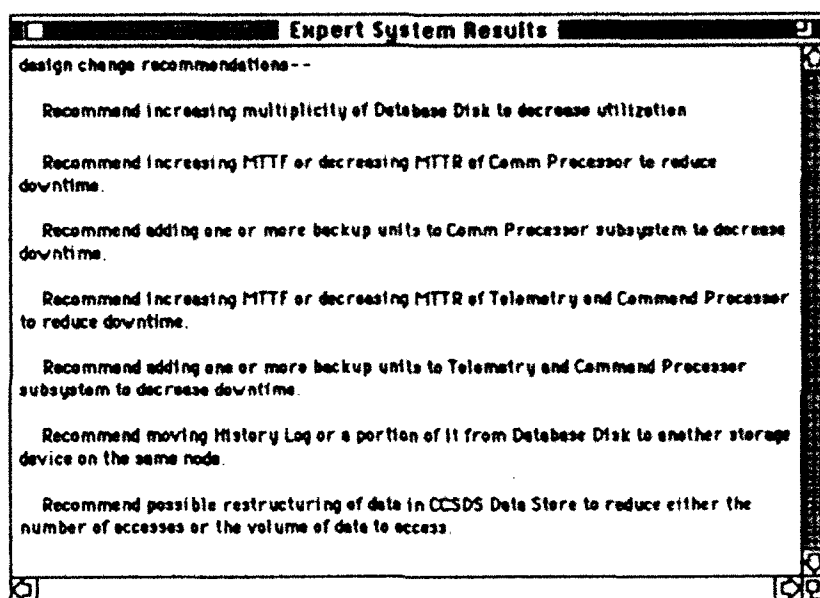 Expert System Results
design change recommendations--
Recommend increasing multiplicity of Database Disk to decrease utilization
Recommend increasing MTTF or decreasing MTTR of Comm Processor to reduce
downtime.
Recommend adding one or more backup units to Comm Processor subsystem to decrease
downtime.
Recommend increasing MTTF or decreasing MTTR of Telemetry and Command Processor
to reduce downtime.
Recommend adding one or more backup units to Telemetry and Command Processor
subsystem to decrease downtime.
Recommend moving History Log or a portion of it from Database Disk to another storage
device on the same node.
Recommend possible restructuring of data in CCSDS Data Store to reduce either the
number of accesses or the volume of data to access.